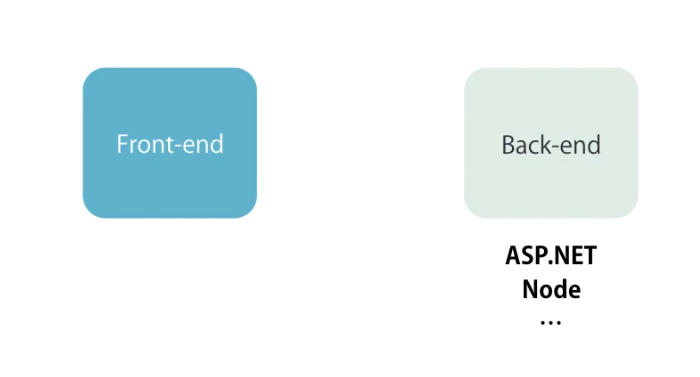 Front-end
Back-end
ASP.NET
Node
...